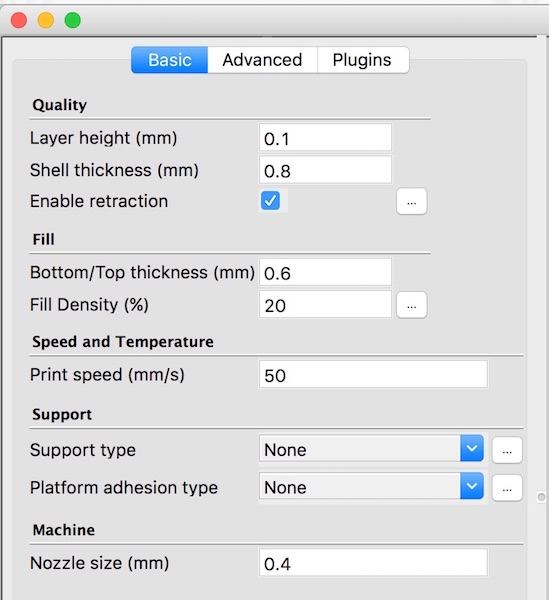 Basic Advanced Plugins
Quality
Layer height (mm) 0.1
Shell thickness (mm) 0.8
Enable retraction ...
Fill
Bottom/Top thickness (mm) 0.6
Fill Density (%) 20 ...
Speed and Temperature
Print speed (mm/s) 50
Support
Support type None ...
Platform adhesion type None ...
Machine
Nozzle size (mm) 0.4